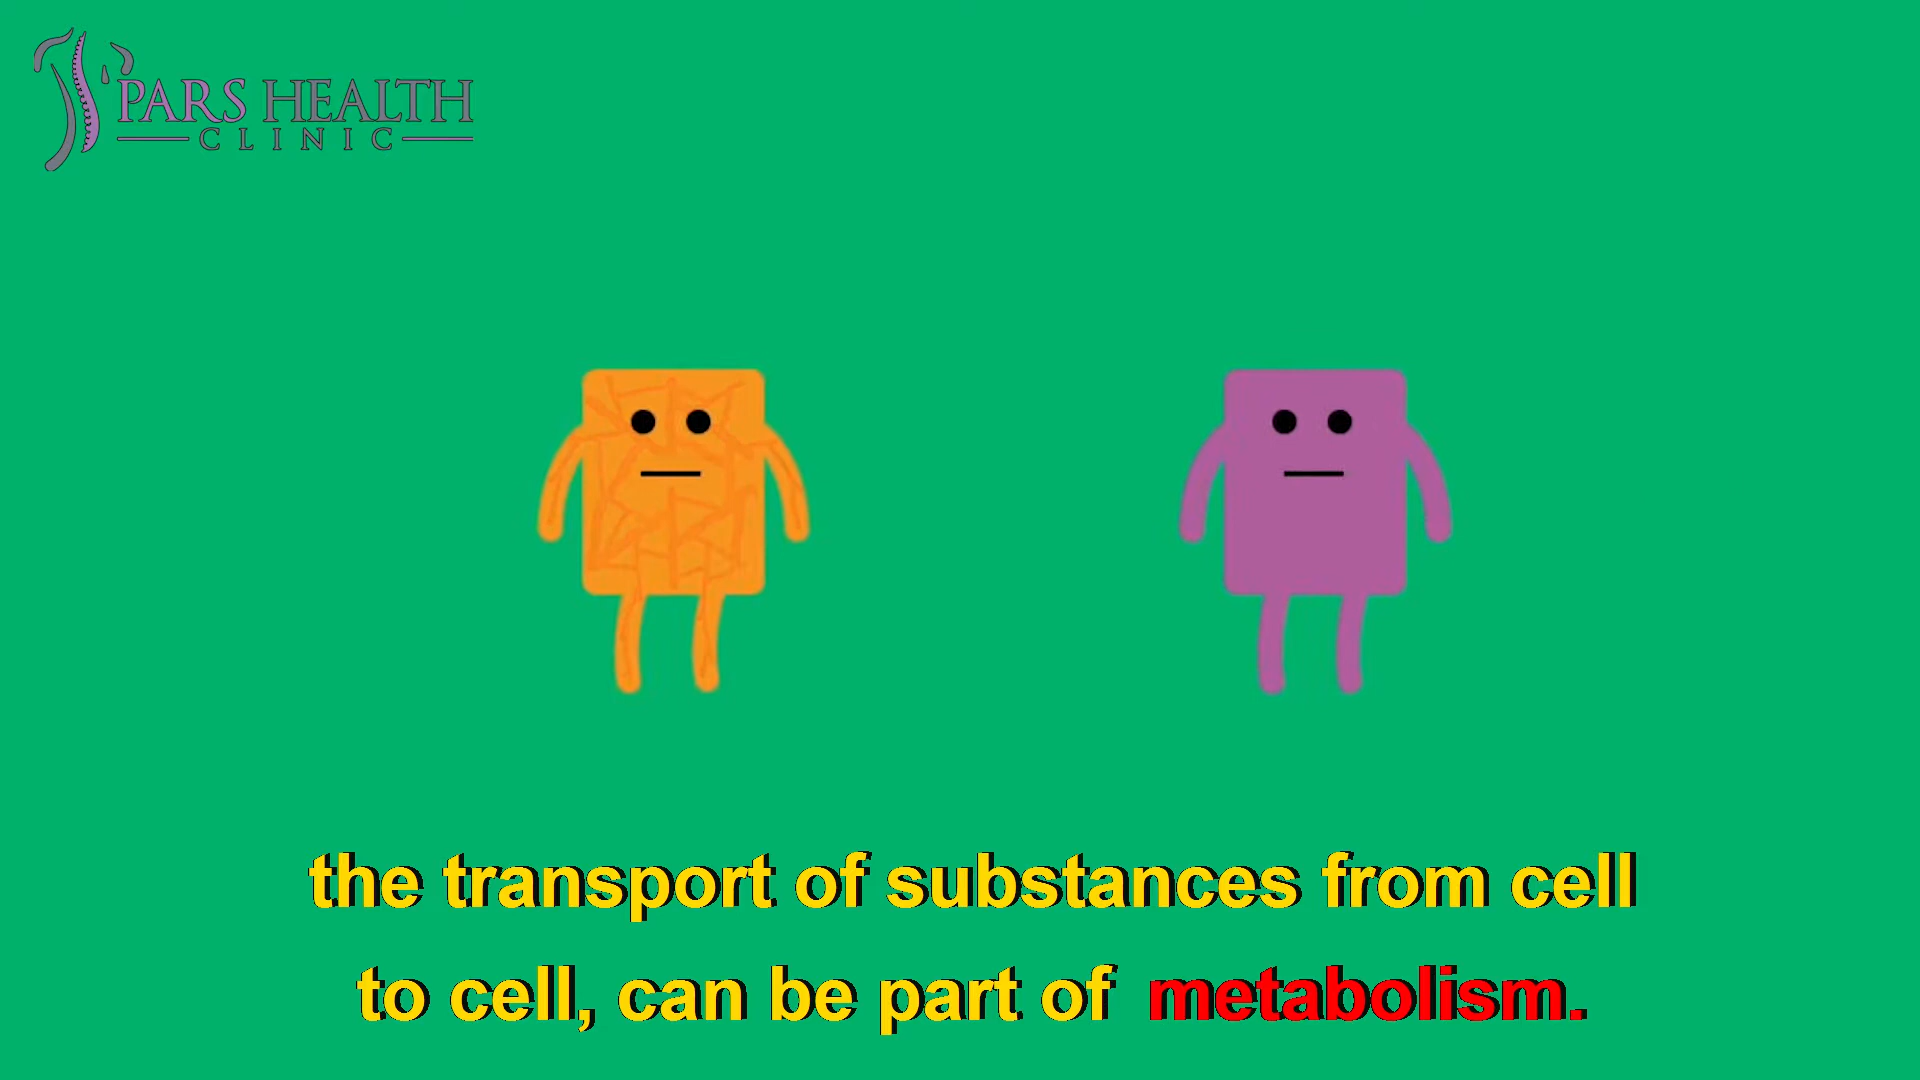 PARS HEALTH
CLINIC
the transport of substances from cell
to cell, can be part of metabolism.